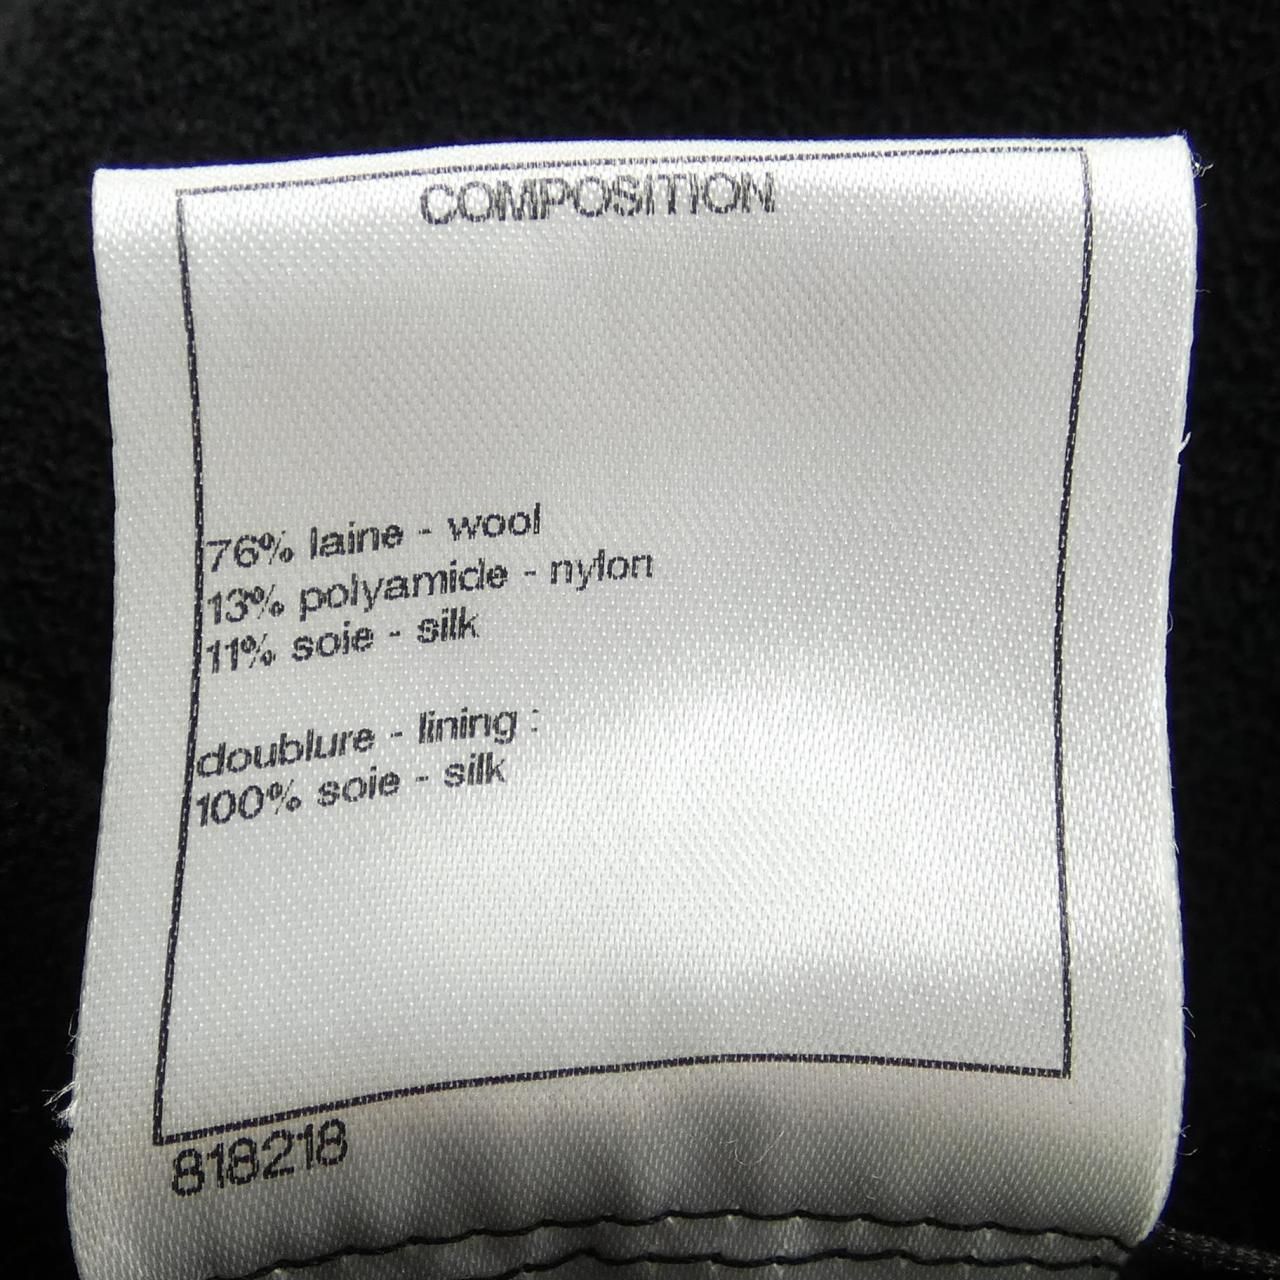 COMPOSITION
76% laine - wool
13% polyamide - nylon
11% soie - silk
doublure - lining :
100% soie - silk
818218